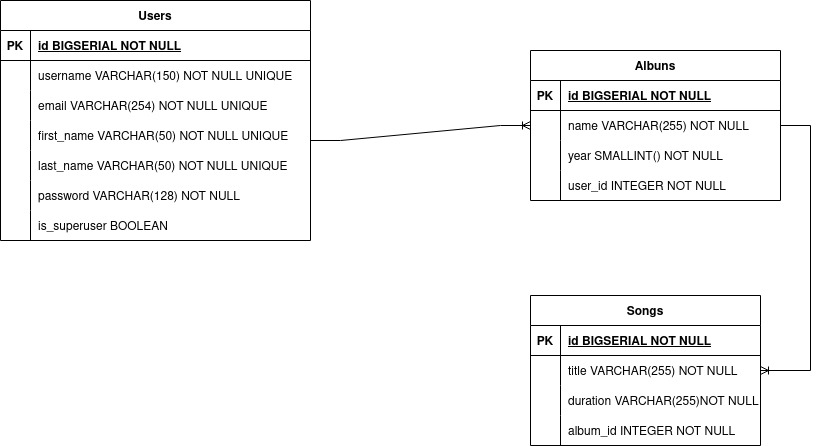 Users
PK id BIGSERIAL NOT NULL
username VARCHAR(150) NOT NULL UNIQUE
email VARCHAR(254) NOT NULL UNIQUE
first_name VARCHAR(50) NOT NULL UNIQUE
last_name VARCHAR(50) NOT NULL UNIQUE
password VARCHAR(128) NOT NULL
is_superuser BOOLEAN
Albuns
PK id BIGSERIAL NOT NULL
name VARCHAR(255) NOT NULL
year SMALLINT() NOT NULL
user_id INTEGER NOT NULL
Songs
PK id BIGSERIAL NOT NULL
title VARCHAR(255) NOT NULL
duration VARCHAR(255)NOT NULL
album_id INTEGER NOT NULL